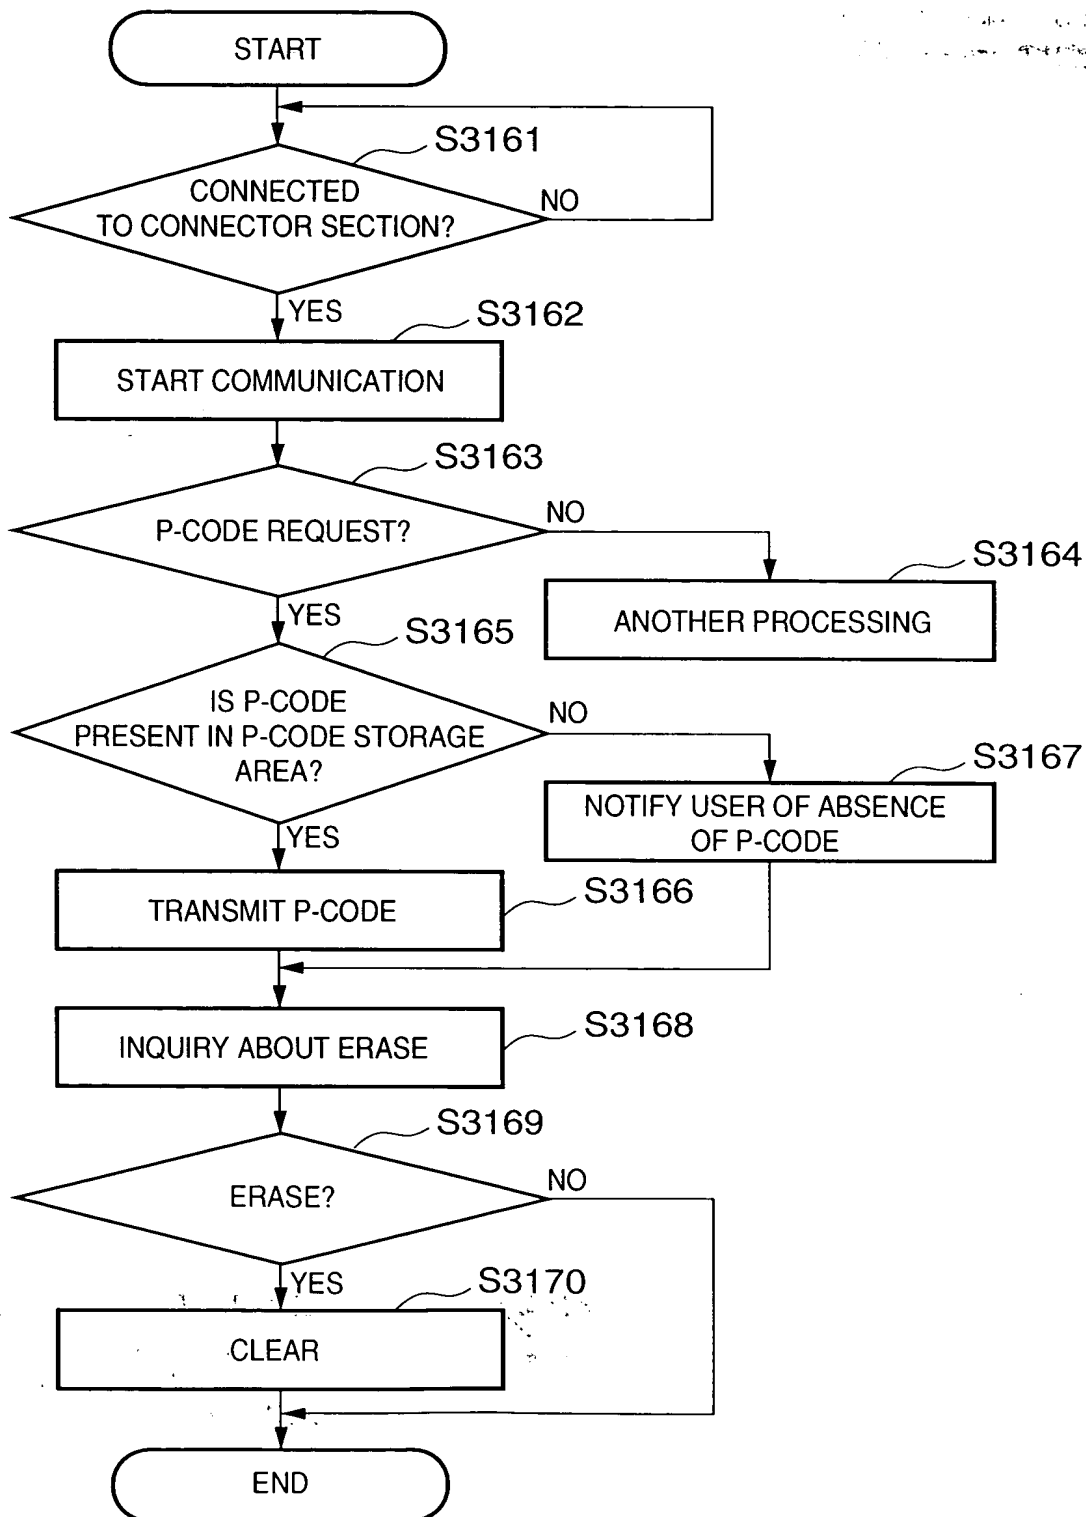 START
S3161
CONNECTED
TO CONNECTOR SECTION?
NO
YES
S3162
START COMMUNICATION
S3163
P-CODE REQUEST?
NO
YES
S3164
ANOTHER PROCESSING
S3165
IS P-CODE
PRESENT IN P-CODE STORAGE
AREA?
NO
YES
S3167
NOTIFY USER OF ABSENCE
OF P-CODE
S3166
TRANSMIT P-CODE
S3168
INQUIRY ABOUT ERASE
S3169
ERASE?
NO
YES
S3170
CLEAR
END